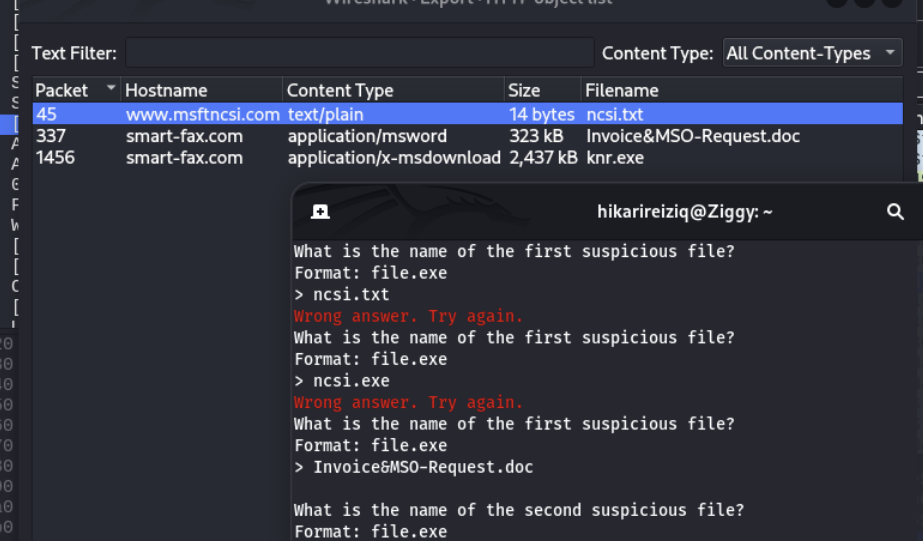 Wireshark · Export · HTTP object list
Text Filter:
Content Type: All Content-Types
Packet Hostname Content Type Size Filename
45 www.msftncsi.com text/plain 14 bytes ncsi.txt
337 smart-fax.com application/msword 323 kB Invoice&MSO-Request.doc
1456 smart-fax.com application/x-msdownload 2,437 kB knr.exe
hikarireiziq@Ziggy: ~
What is the name of the first suspicious file?
Format: file.exe
> ncsi.txt
Wrong answer. Try again.
What is the name of the first suspicious file?
Format: file.exe
> ncsi.exe
Wrong answer. Try again.
What is the name of the first suspicious file?
Format: file.exe
> Invoice&MSO-Request.doc
What is the name of the second suspicious file?
Format: file.exe